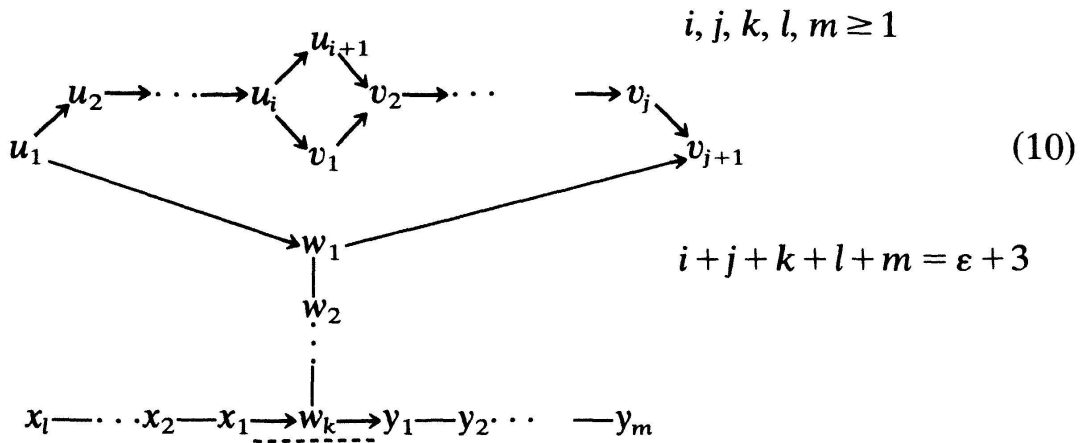 i, j, k, l, m ≥ 1
u_{i+1}
u_2 → · · · → u_i v_2 → · · · → v_j
u_1 v_1 v_{j+1} (10)
w_1
i + j + k + l + m = ε + 3
w_2
x_l — · · · x_2 — x_1 → w_k → y_1 — y_2 · · · — y_m